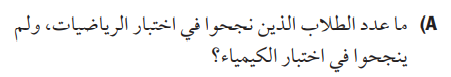 (A ما عدد الطلاب الذين نجحوا في اختبار الرياضيات، ولم
ينجحوا في اختبار الكيمياء؟